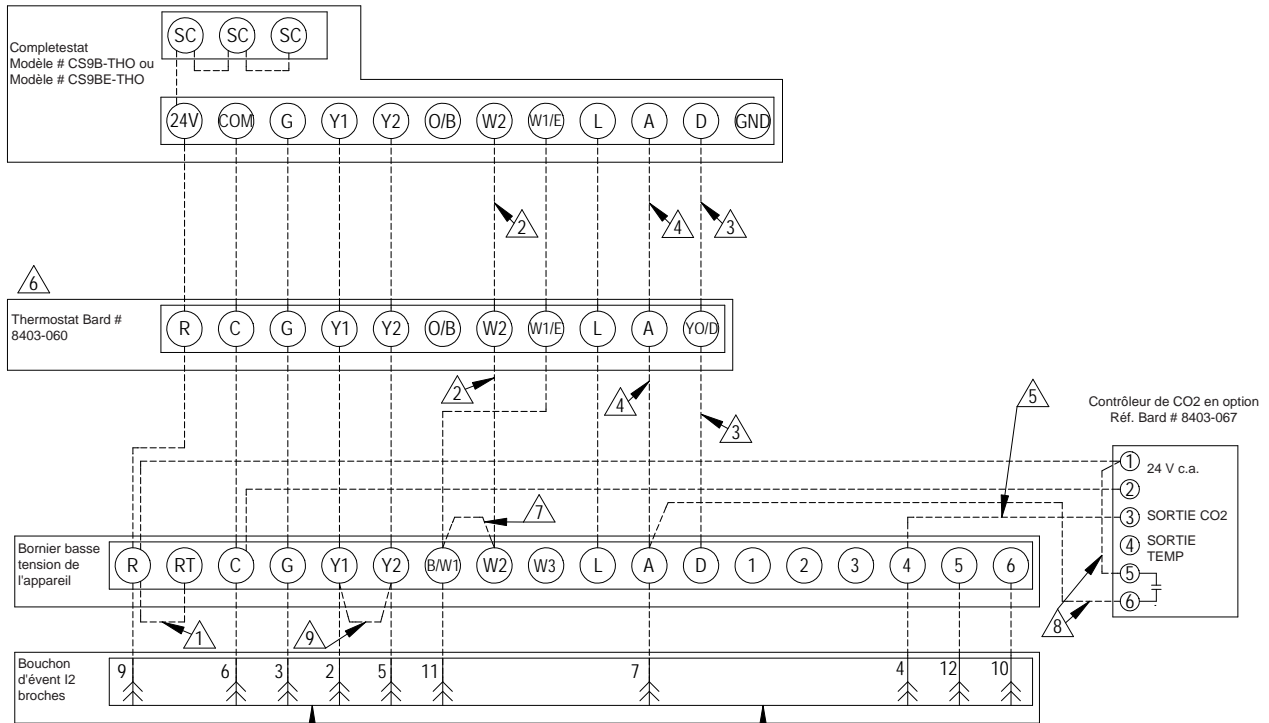 SC SC SC
Completestat
Modèle # CS9B-THO ou
Modèle # CS9BE-THO
24V COM G Y1 Y2 O/B W2 W1/E L A D GND
2 4 3
6
Thermostat Bard #
8403-060
R C G Y1 Y2 O/B W2 W1/E L A YO/D
2 4 3 5
Contrôleur de CO2 en option
Réf. Bard # 8403-067
1 24 V c.a.
2
3 SORTIE CO2
4 SORTIE
TEMP
5
6
7
8
Bornier basse
tension de
l'appareil
R RT C G Y1 Y2 B/W1 W2 W3 L A D 1 2 3 4 5 6
1 9
Bouchon
d'évent I2
broches
9 6 3 2 5 11 7 4 12 10